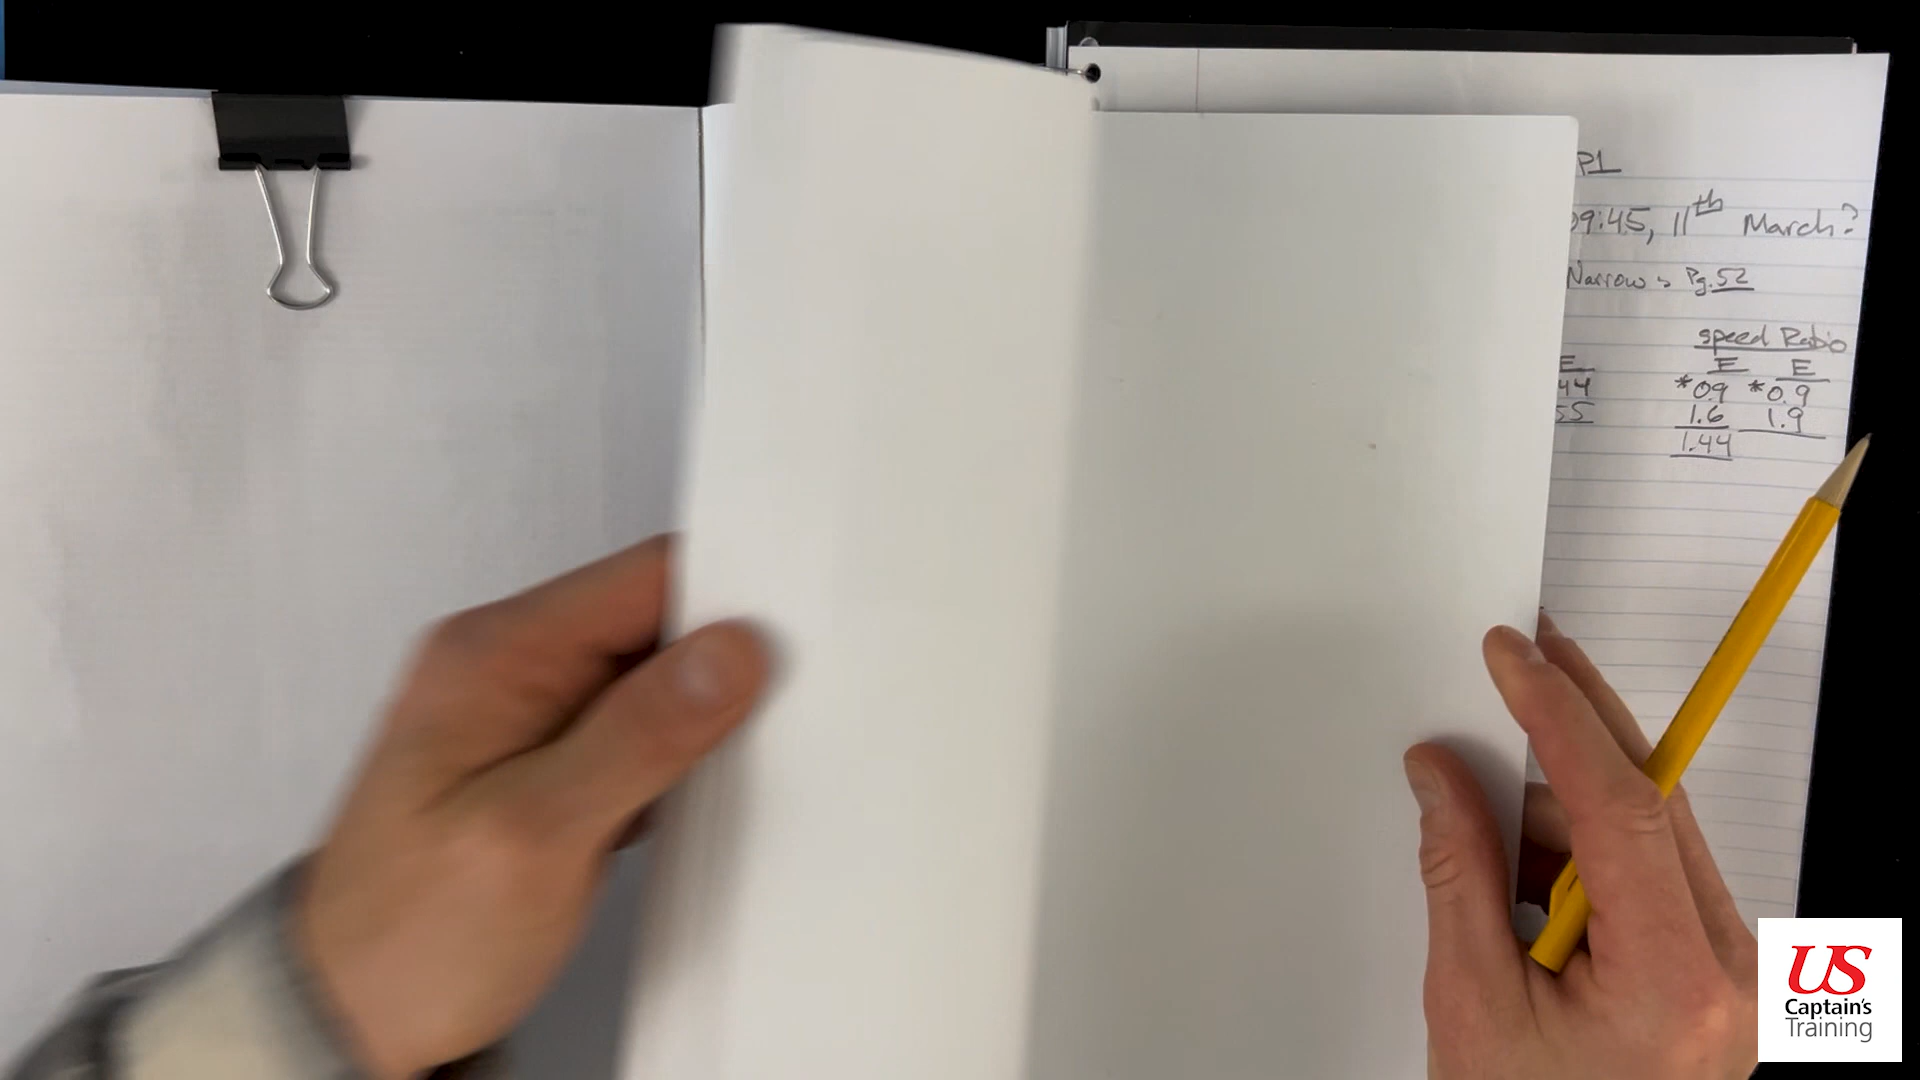 P1
09:45, 11th March?
Narrow > Pg. 52
speed Ratio
E E E
44 *0.9 *0.9
55 1.6 1.9
1.44
US
Captain's
Training